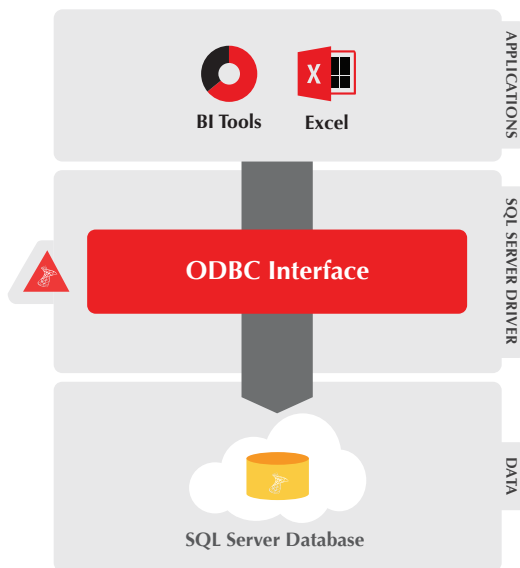 APPLICATIONS
X
BI Tools
Excel
SQL SERVER DRIVER
ODBC Interface
DATA
SQL Server Database